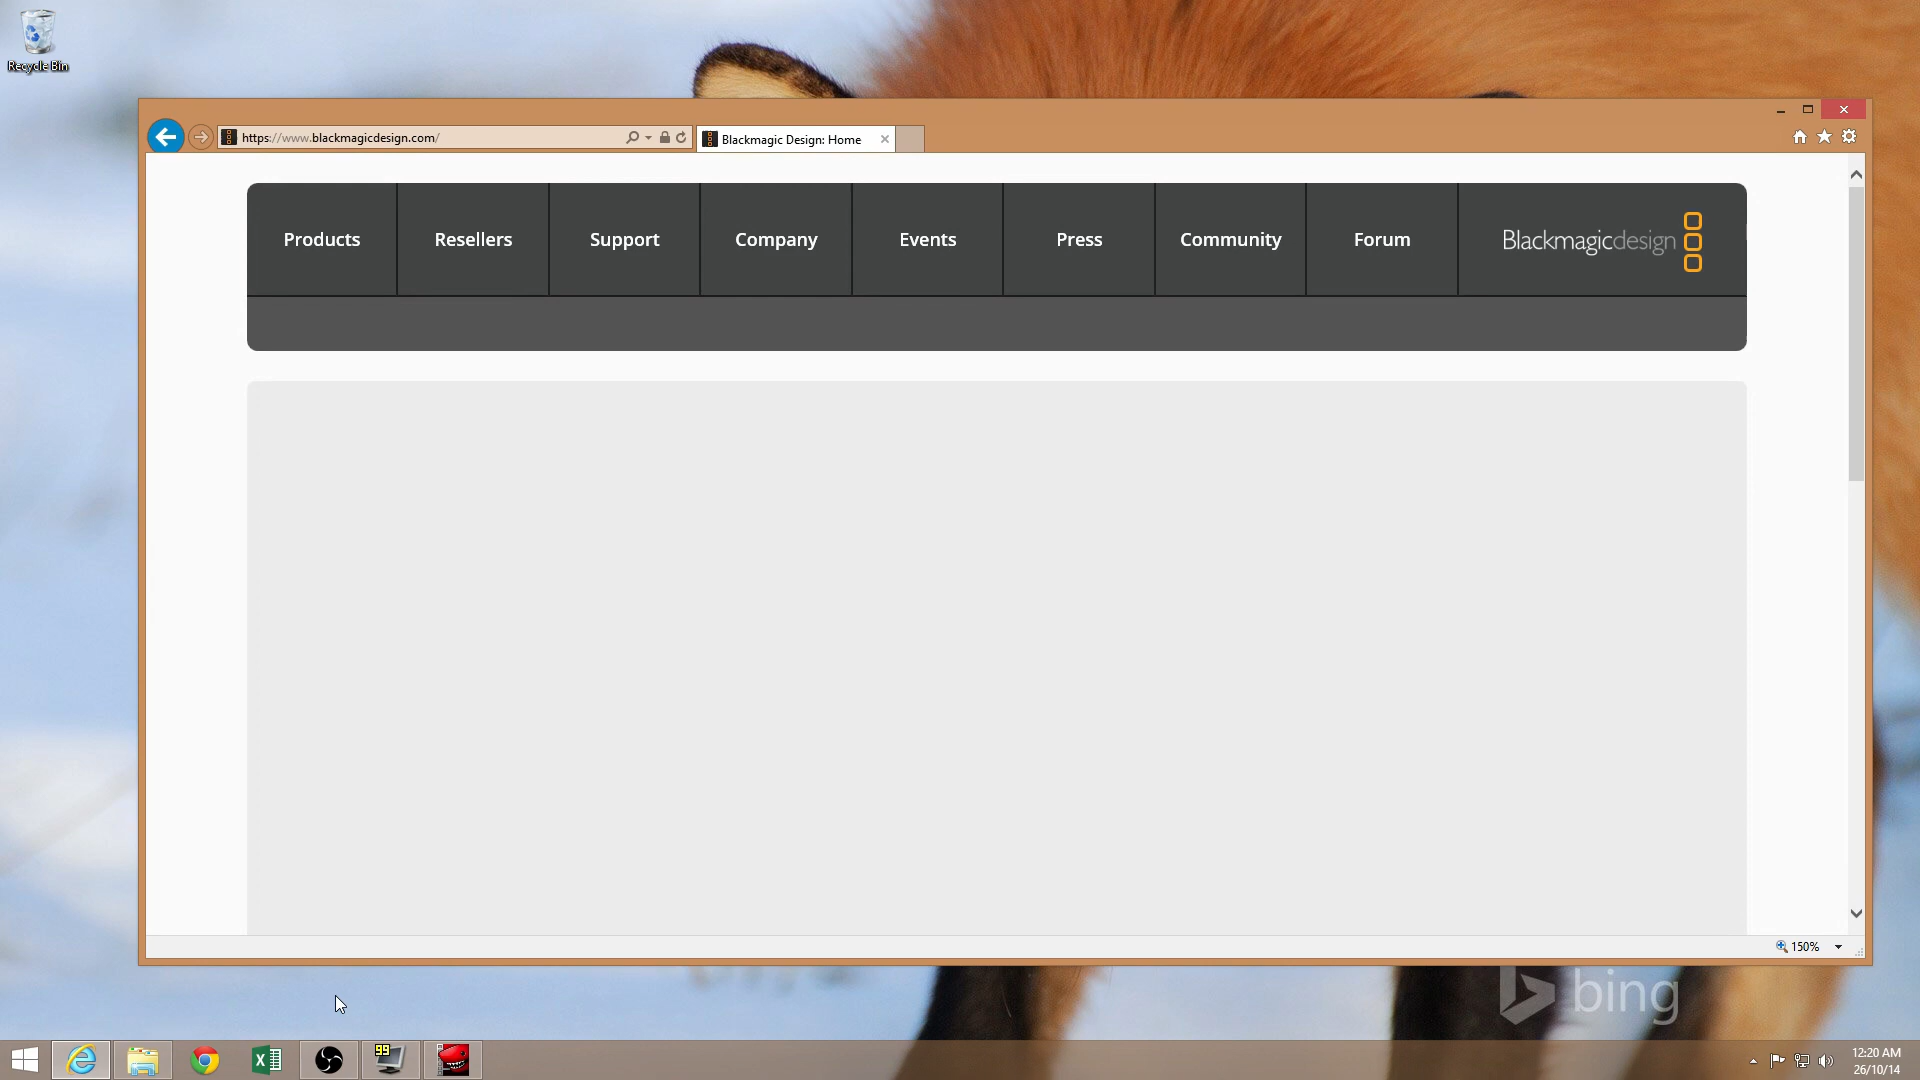 Recycle Bin
https://www.blackmagicdesign.com/
Blackmagic Design: Home
Products
Resellers
Support
Company
Events
Press
Community
Forum
Blackmagicdesign
150%
bing
99
12:20 AM
26/10/14